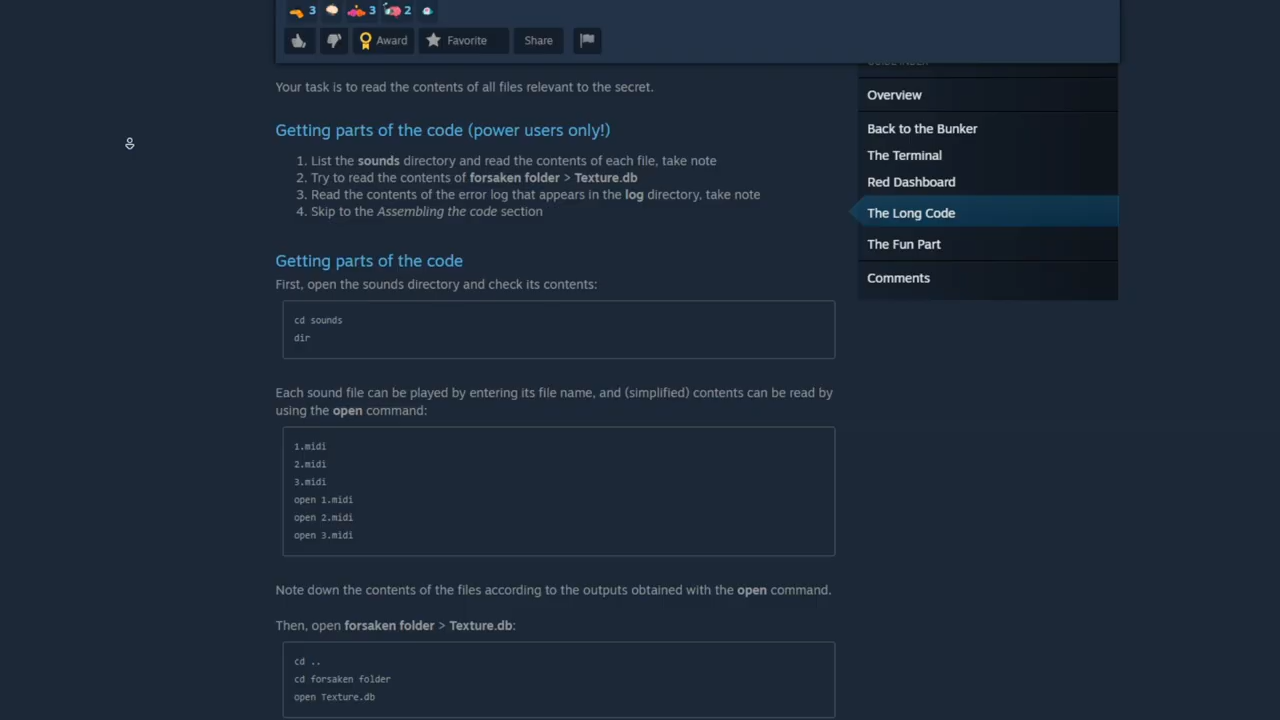 3 3 2
Award Favorite Share
Your task is to read the contents of all files relevant to the secret.
Getting parts of the code (power users only!)
1. List the sounds directory and read the contents of each file, take note
2. Try to read the contents of forsaken folder > Texture.db
3. Read the contents of the error log that appears in the log directory, take note
4. Skip to the Assembling the code section
Getting parts of the code
First, open the sounds directory and check its contents:
cd sounds
dir
Each sound file can be played by entering its file name, and (simplified) contents can be read by
using the open command:
1.midi
2.midi
3.midi
open 1.midi
open 2.midi
open 3.midi
Note down the contents of the files according to the outputs obtained with the open command.
Then, open forsaken folder > Texture.db:
cd ..
cd forsaken folder
open Texture.db
GUIDE INDEX
Overview
Back to the Bunker
The Terminal
Red Dashboard
The Long Code
The Fun Part
Comments